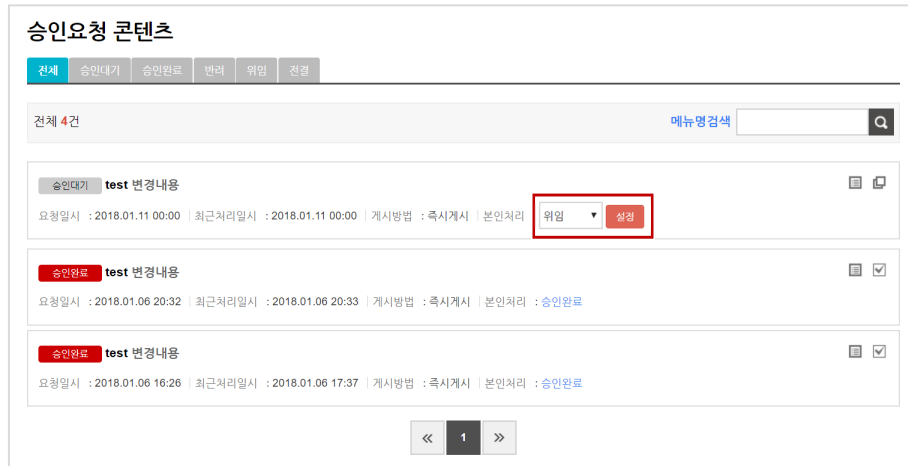 승인요청 콘텐츠
전체 승인대기 승인완료 반려 위임 전결
전체 4건 메뉴명검색
승인대기 test 변경내용
요청일시 : 2018.01.11 00:00 최근처리일시 : 2018.01.11 00:00 게시방법 : 즉시게시 본인처리 위임 설정
승인완료 test 변경내용
요청일시 : 2018.01.06 20:32 최근처리일시 : 2018.01.06 20:33 게시방법 : 즉시게시 본인처리 : 승인완료
승인완료 test 변경내용
요청일시 : 2018.01.06 16:26 최근처리일시 : 2018.01.06 17:37 게시방법 : 즉시게시 본인처리 : 승인완료
« 1 »